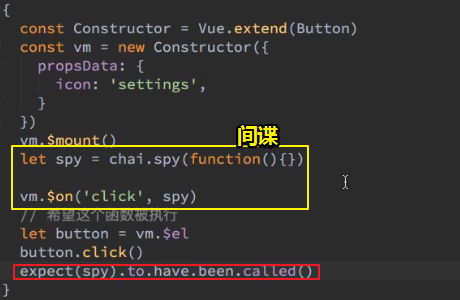 {
const Constructor = Vue.extend(Button)
const vm = new Constructor({
propsData: {
icon: 'settings',
}
})
vm.$mount()
间谍
let spy = chai.spy(function(){})
vm.$on('click', spy)
// 希望这个函数被执行
let button = vm.$el
button.click()
expect(spy).to.have.been.called()
}